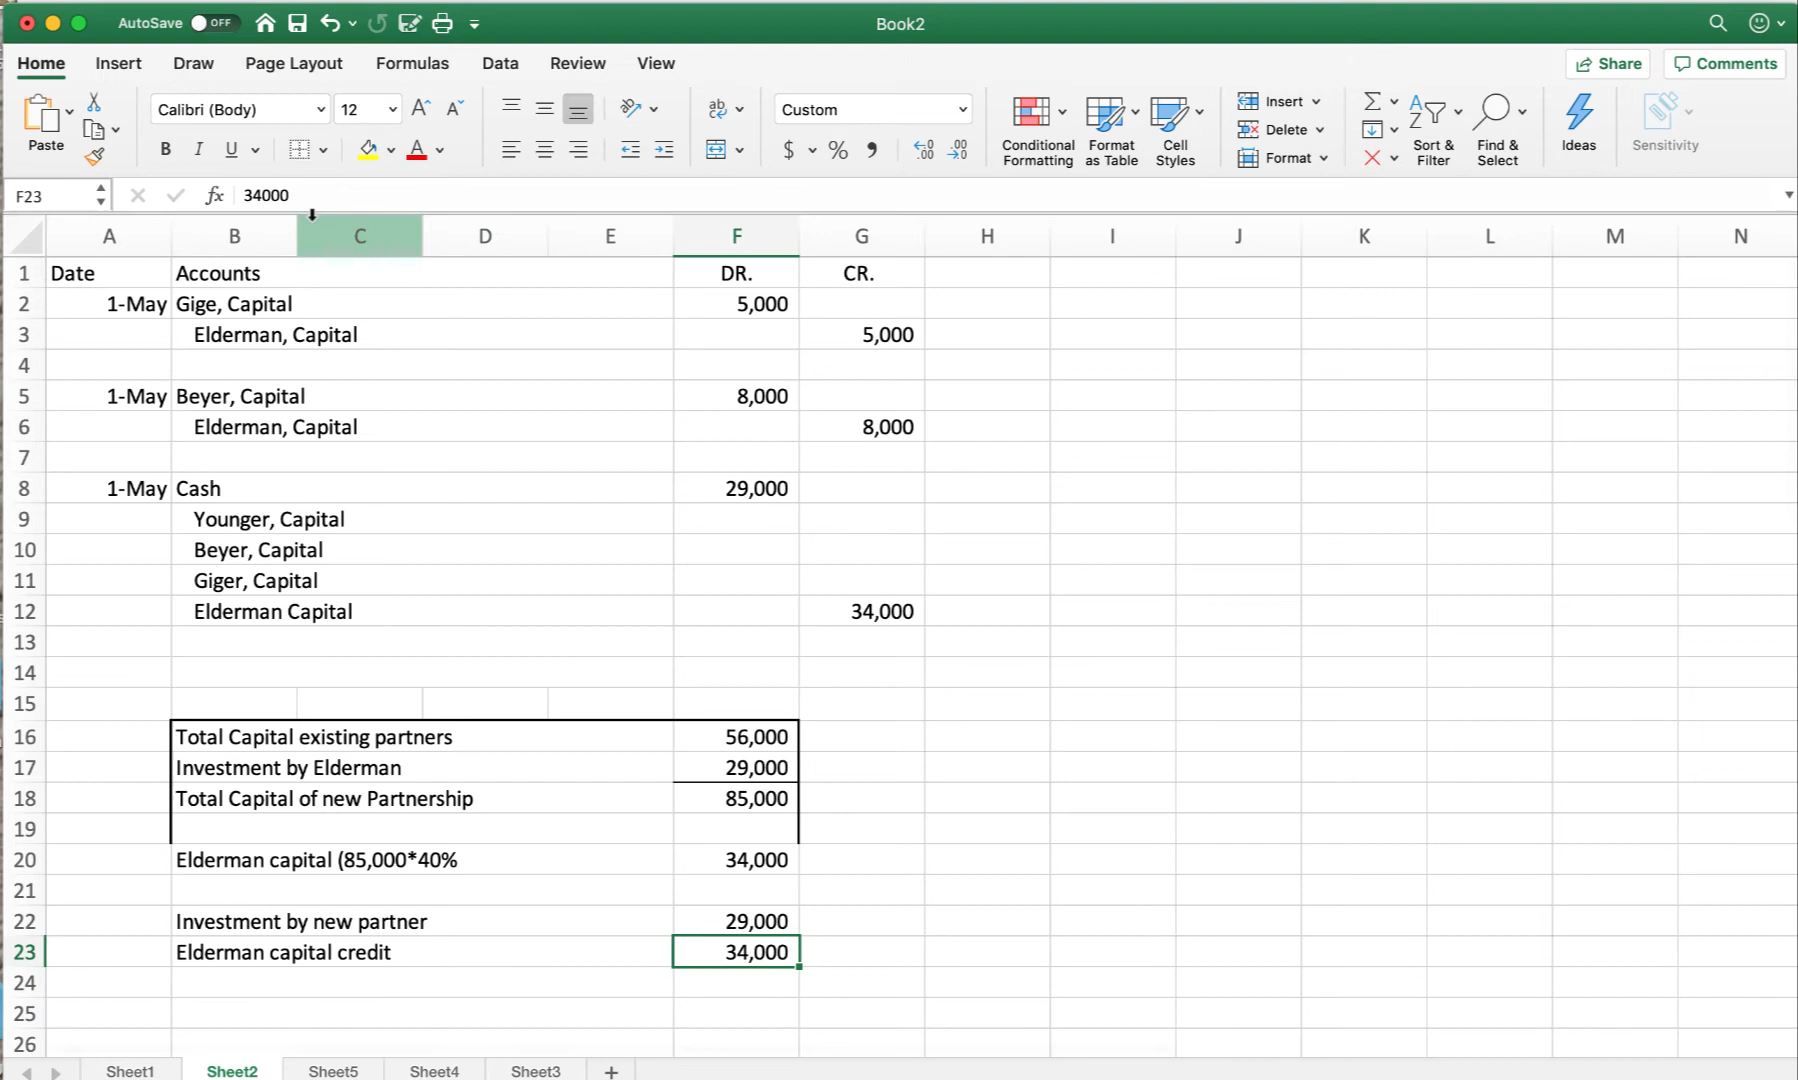 AutoSave OFF Book2
Home Insert Draw Page Layout Formulas Data Review View Share Comments
Paste Calibri (Body) 12 A A ab Custom Conditional Formatting Format as Table Cell Styles Insert Delete Format Sort & Filter Find & Select Ideas Sensitivity
B I U A $ % .00 .0
F23 fx 34000
A B C D E F G H I J K L M N
1 Date Accounts DR. CR.
2 1-May Gige, Capital 5,000
3 Elderman, Capital 5,000
4
5 1-May Beyer, Capital 8,000
6 Elderman, Capital 8,000
7
8 1-May Cash 29,000
9 Younger, Capital
10 Beyer, Capital
11 Giger, Capital
12 Elderman Capital 34,000
13
14
15
16 Total Capital existing partners 56,000
17 Investment by Elderman 29,000
18 Total Capital of new Partnership 85,000
19
20 Elderman capital (85,000*40% 34,000
21
22 Investment by new partner 29,000
23 Elderman capital credit 34,000
24
25
26
Sheet1 Sheet2 Sheet5 Sheet4 Sheet3 +